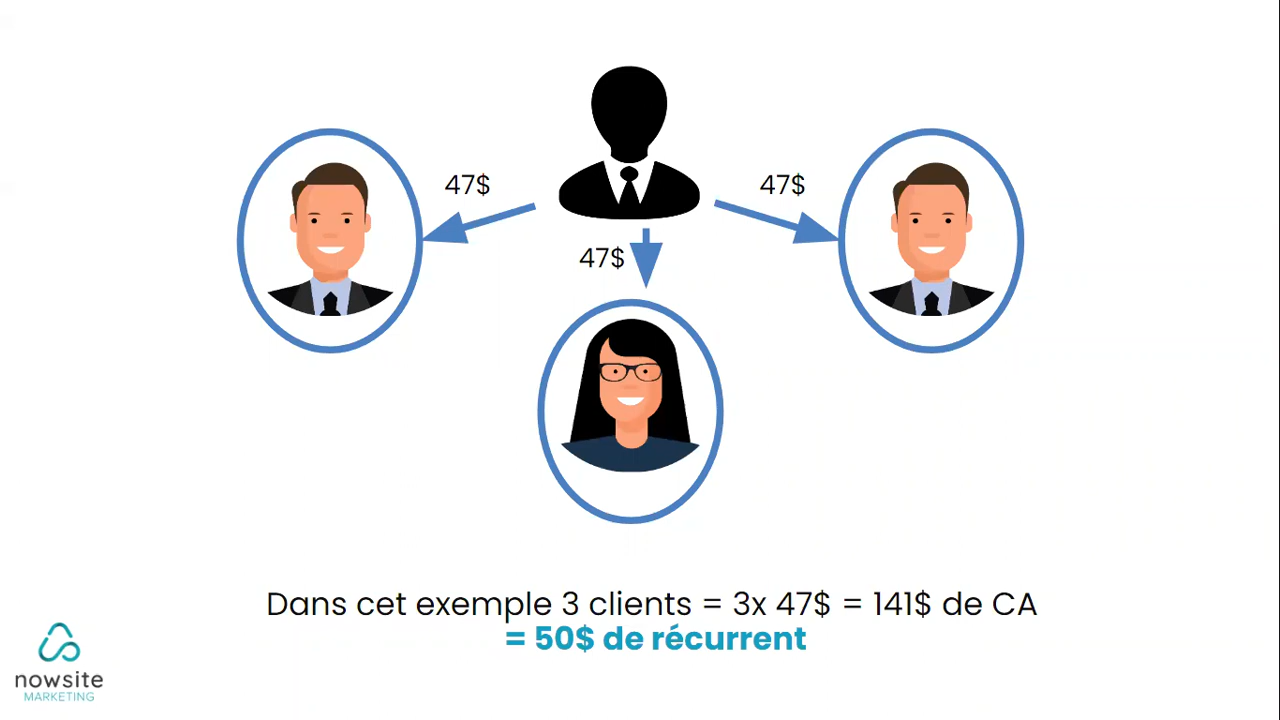 47$
47$
47$
Dans cet exemple 3 clients = 3x 47$ = 141$ de CA
= 50$ de récurrent
nowsite
MARKETING